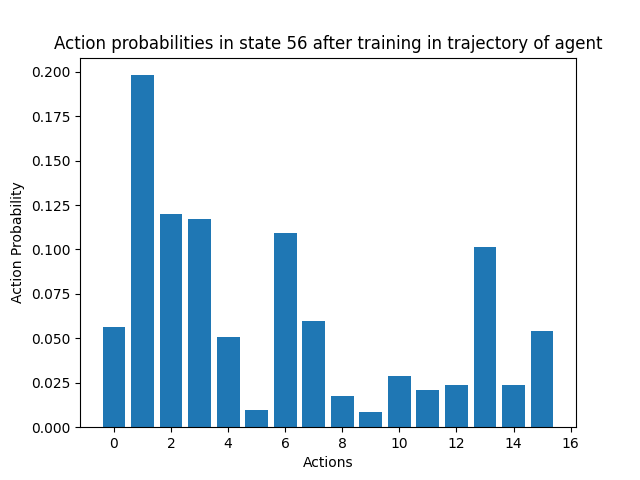 Action probabilities in state 56 after training in trajectory of agent
0.200
0.175
0.150
0.125
0.100
0.075
0.050
0.025
0.000
Action Probability
0 2 4 6 8 10 12 14 16
Actions